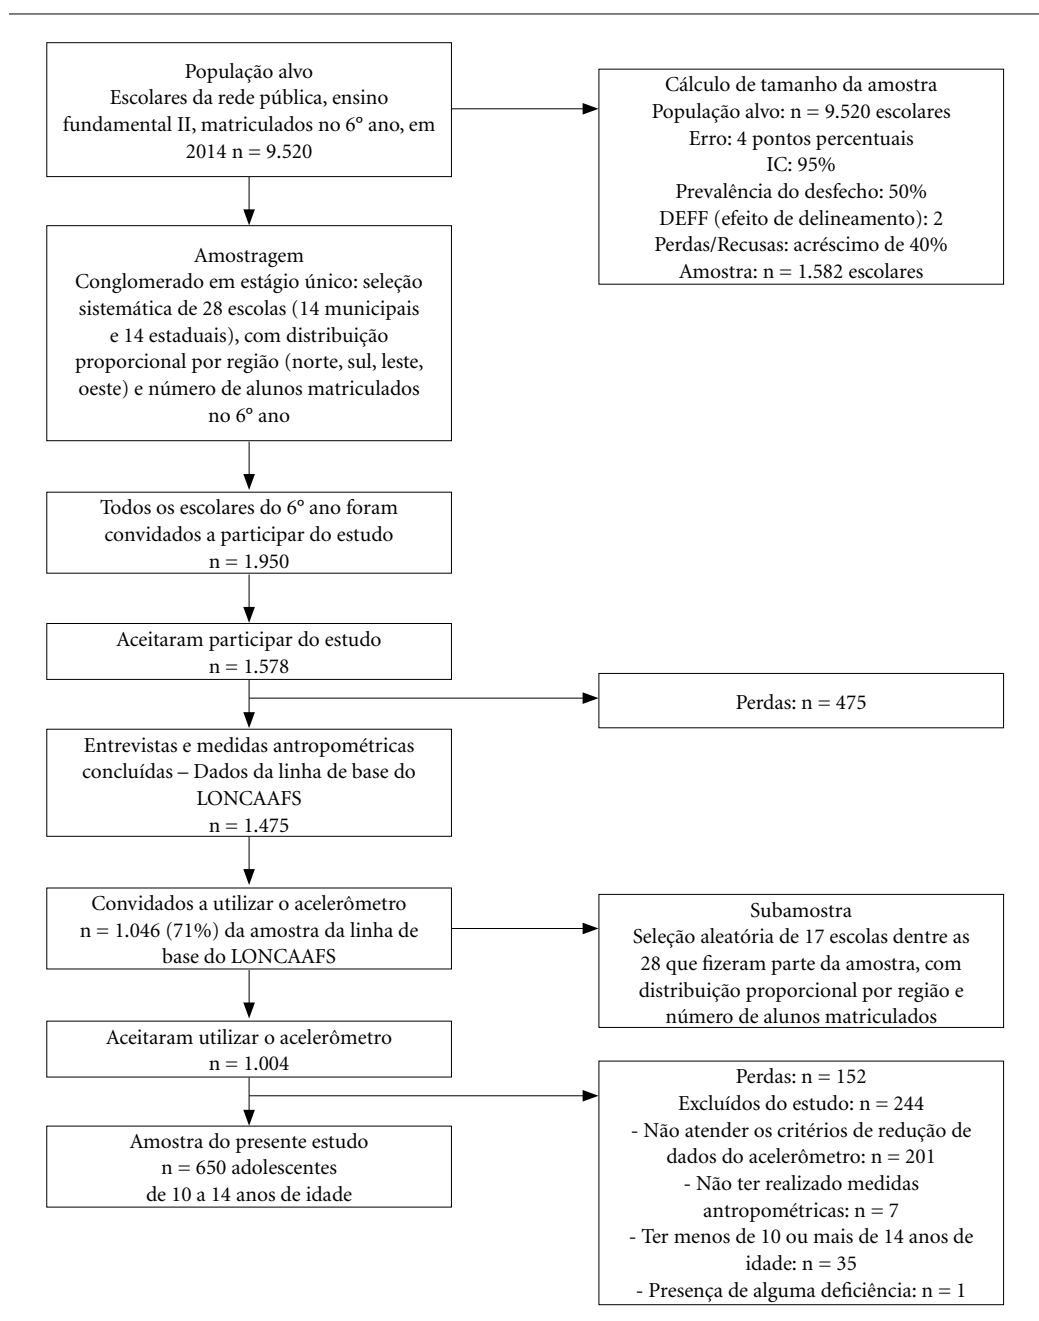 População alvo
Escolares da rede pública, ensino
fundamental II, matriculados no 6° ano, em
2014 n = 9.520
Cálculo de tamanho da amostra
População alvo: n = 9.520 escolares
Erro: 4 pontos percentuais
IC: 95%
Prevalência do desfecho: 50%
DEFF (efeito de delineamento): 2
Perdas/Recusas: acréscimo de 40%
Amostra: n = 1.582 escolares
Amostragem
Conglomerado em estágio único: seleção
sistemática de 28 escolas (14 municipais
e 14 estaduais), com distribuição
proporcional por região (norte, sul, leste,
oeste) e número de alunos matriculados
no 6° ano
Todos os escolares do 6° ano foram
convidados a participar do estudo
n = 1.950
Aceitaram participar do estudo
n = 1.578
Perdas: n = 475
Entrevistas e medidas antropométricas
concluídas – Dados da linha de base do
LONCAAFS
n = 1.475
Convidados a utilizar o acelerômetro
n = 1.046 (71%) da amostra da linha de
base do LONCAAFS
Subamostra
Seleção aleatória de 17 escolas dentre as
28 que fizeram parte da amostra, com
distribuição proporcional por região e
número de alunos matriculados
Aceitaram utilizar o acelerômetro
n = 1.004
Perdas: n = 152
Excluídos do estudo: n = 244
- Não atender os critérios de redução de
dados do acelerômetro: n = 201
- Não ter realizado medidas
antropométricas: n = 7
- Ter menos de 10 ou mais de 14 anos de
idade: n = 35
- Presença de alguma deficiência: n = 1
Amostra do presente estudo
n = 650 adolescentes
de 10 a 14 anos de idade